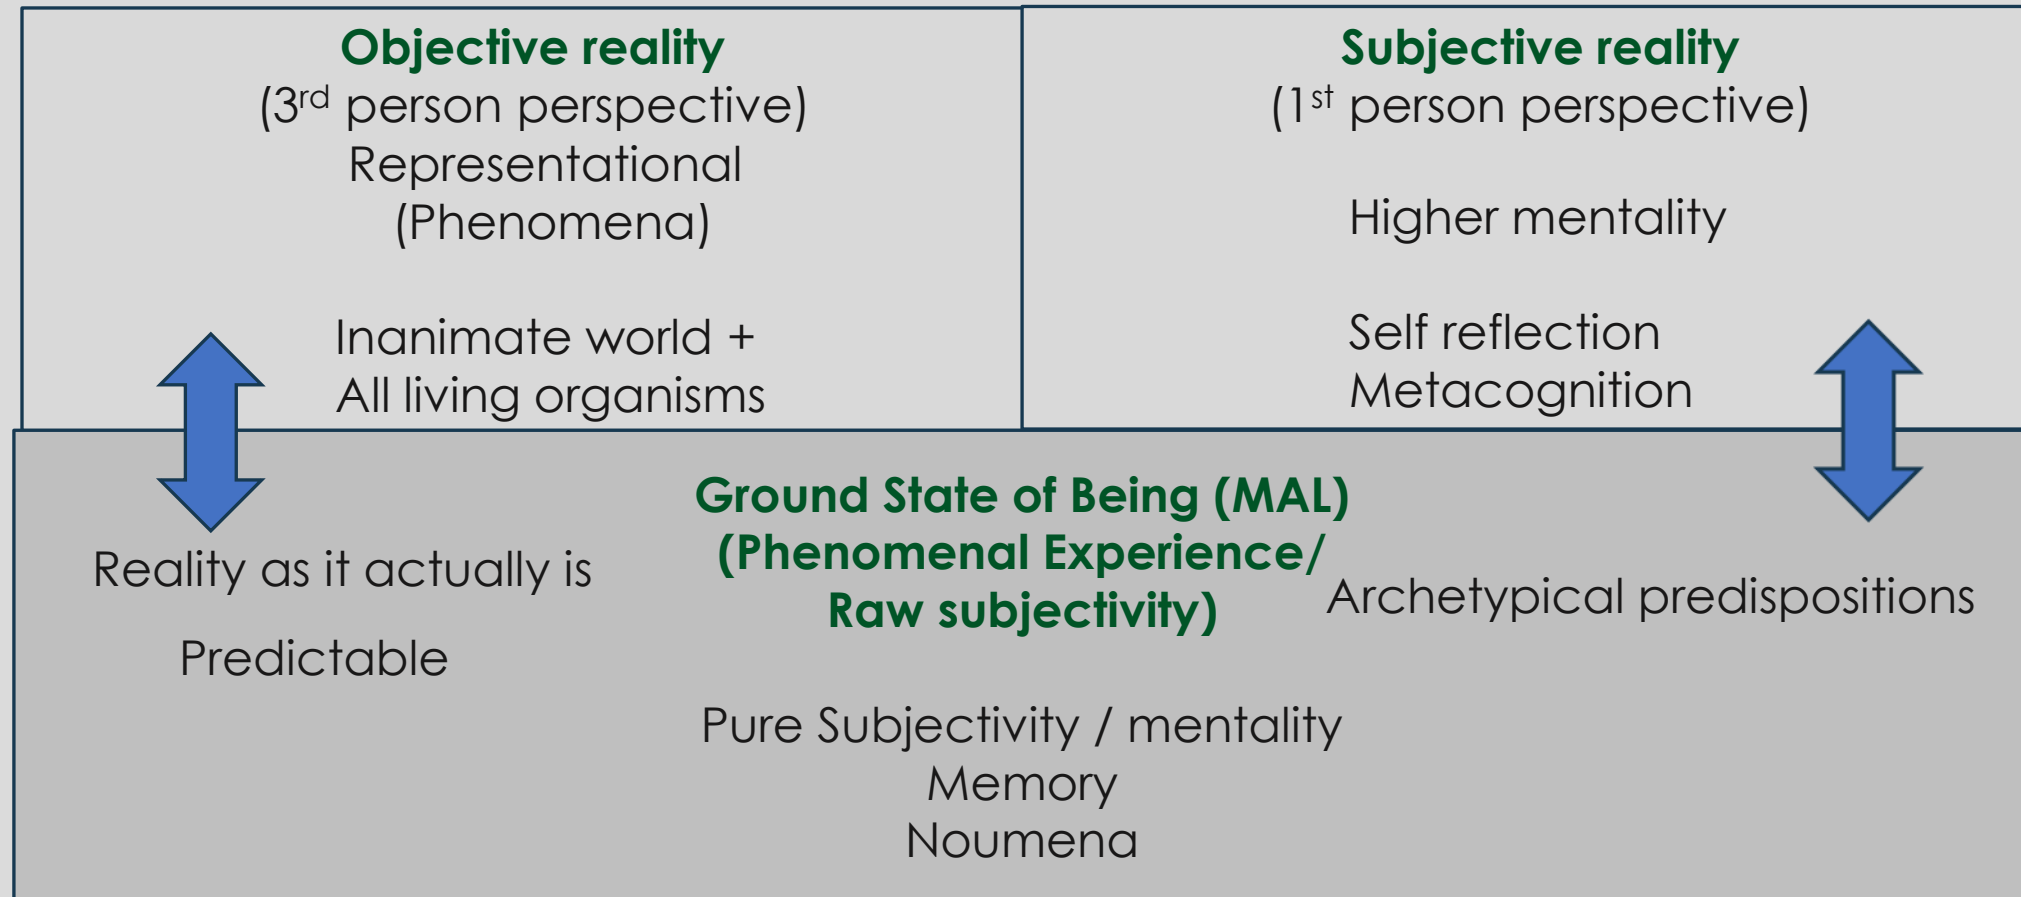 Objective reality
(3rd person perspective)
Representational
(Phenomena)
Inanimate world +
All living organisms
Subjective reality
(1st person perspective)
Higher mentality
Self reflection
Metacognition
Ground State of Being (MAL)
(Phenomenal Experience/
Raw subjectivity)
Reality as it actually is
Predictable
Archetypical predispositions
Pure Subjectivity / mentality
Memory
Noumena